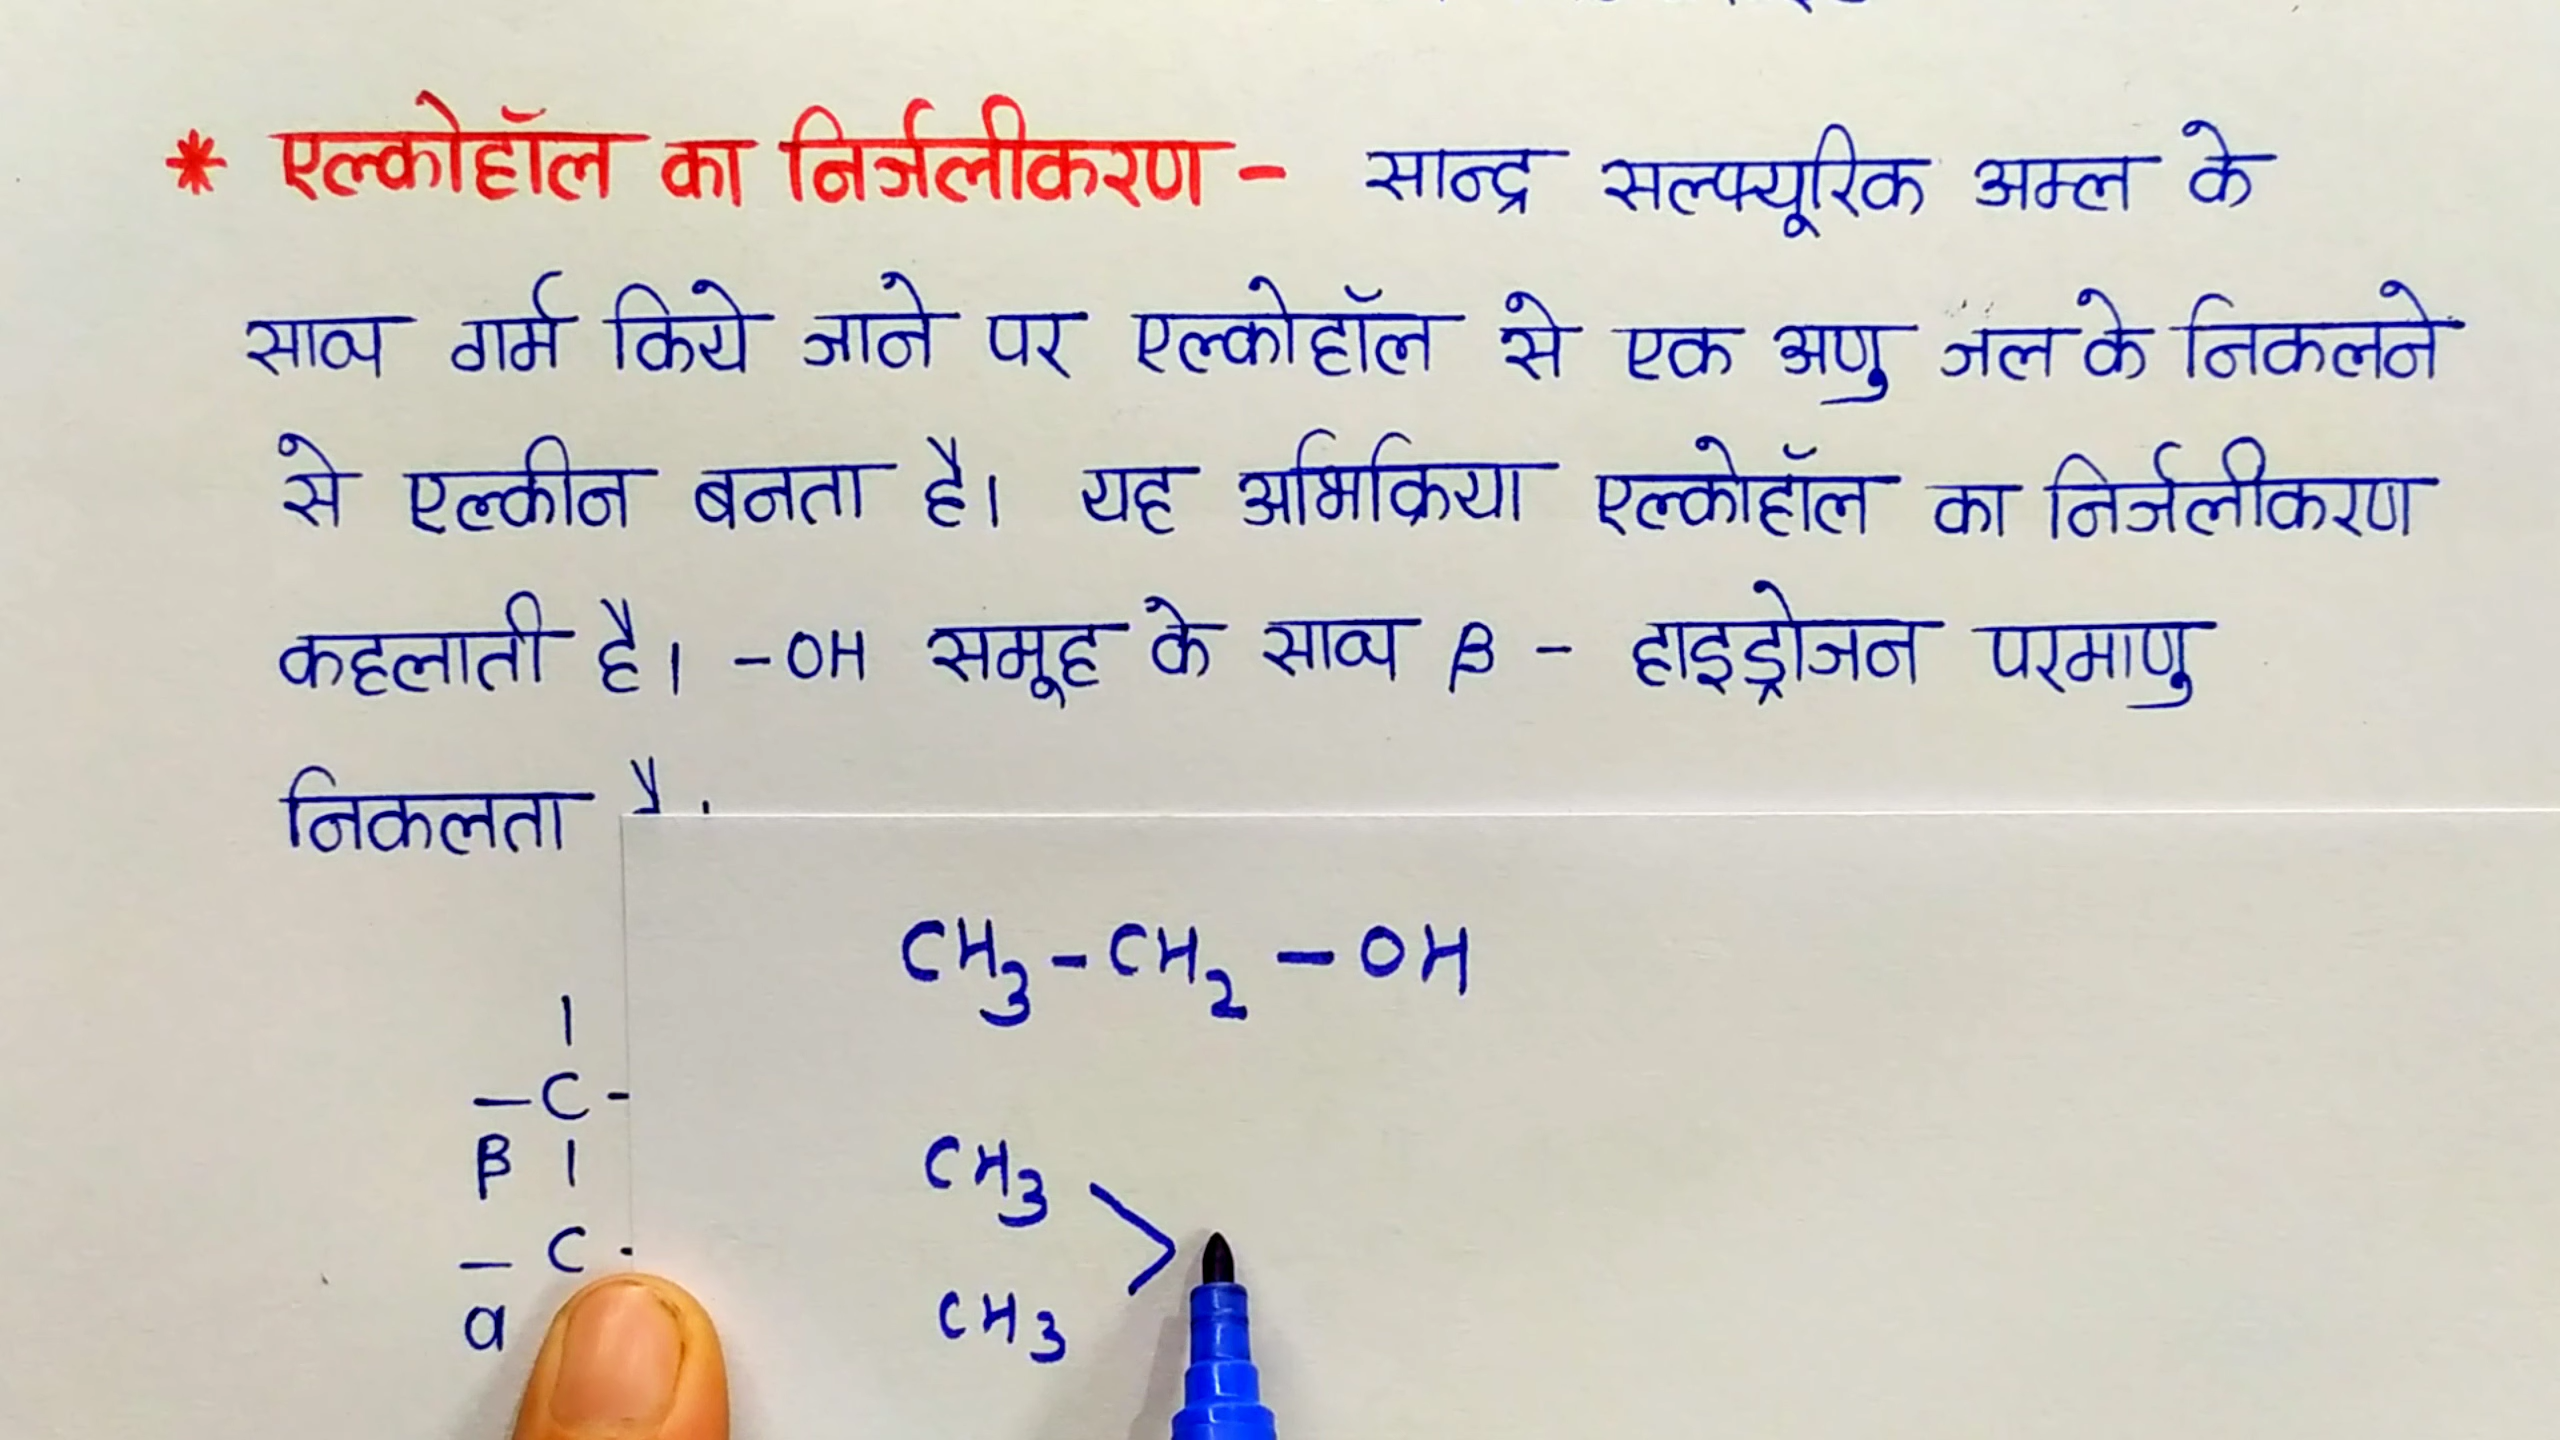 * एल्कोहॉल का निर्जलीकरण - सान्द्र सल्फ्यूरिक अम्ल के
साथ गर्म किये जाने पर एल्कोहॉल से एक अणु जल के निकलने
से एल्कीन बनता है। यह अभिक्रिया एल्कोहॉल का निर्जलीकरण
कहलाती है। -OH समूह के साथ β - हाइड्रोजन परमाणु
निकलता
CH₃-CH₂-OH
-C-
β
-C
α
CH₃
CH₃